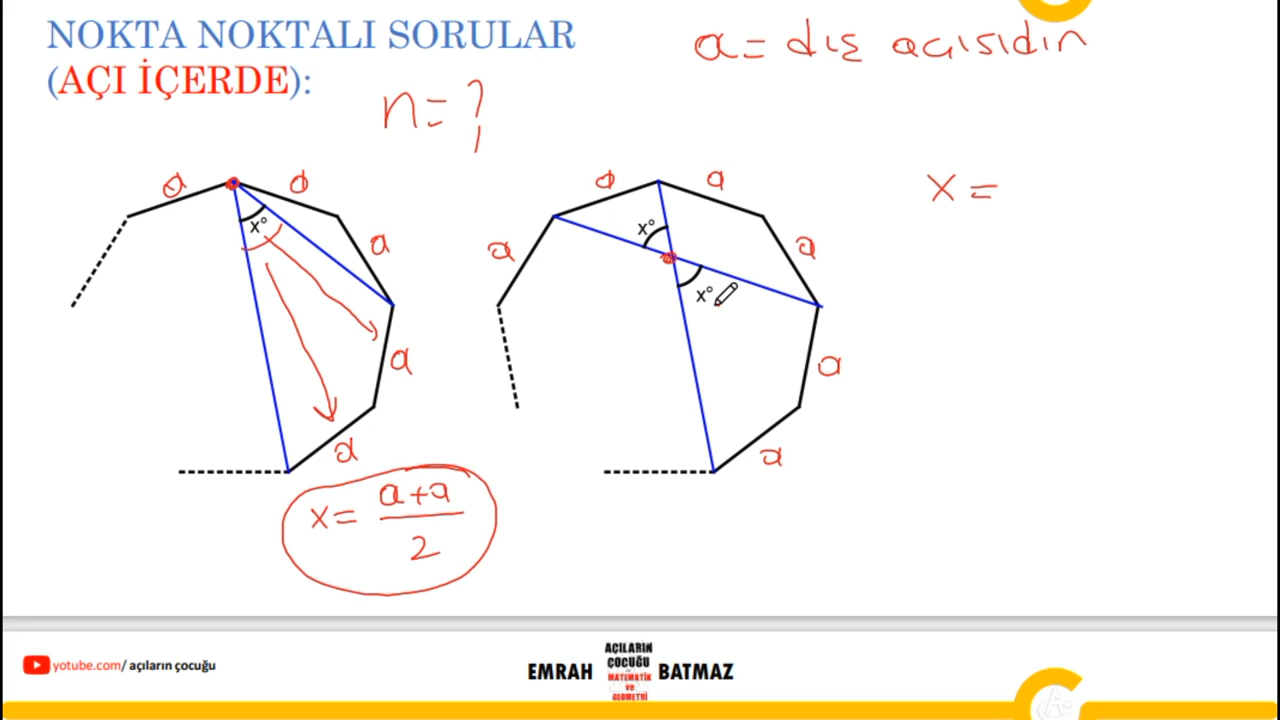 NOKTA NOKTALI SORULAR
(AÇI İÇERDE):
n = ?
a = dış açısıdır
a
a
x°
a
a
a
x = a+a
2
a
a
a
x°
a
x°
a
a
x =
yotube.com/ açıların çocuğu
EMRAH
AÇILARIN
ÇOCUĞU
MATEMATİK
ve
GEOMETRİ
BATMAZ